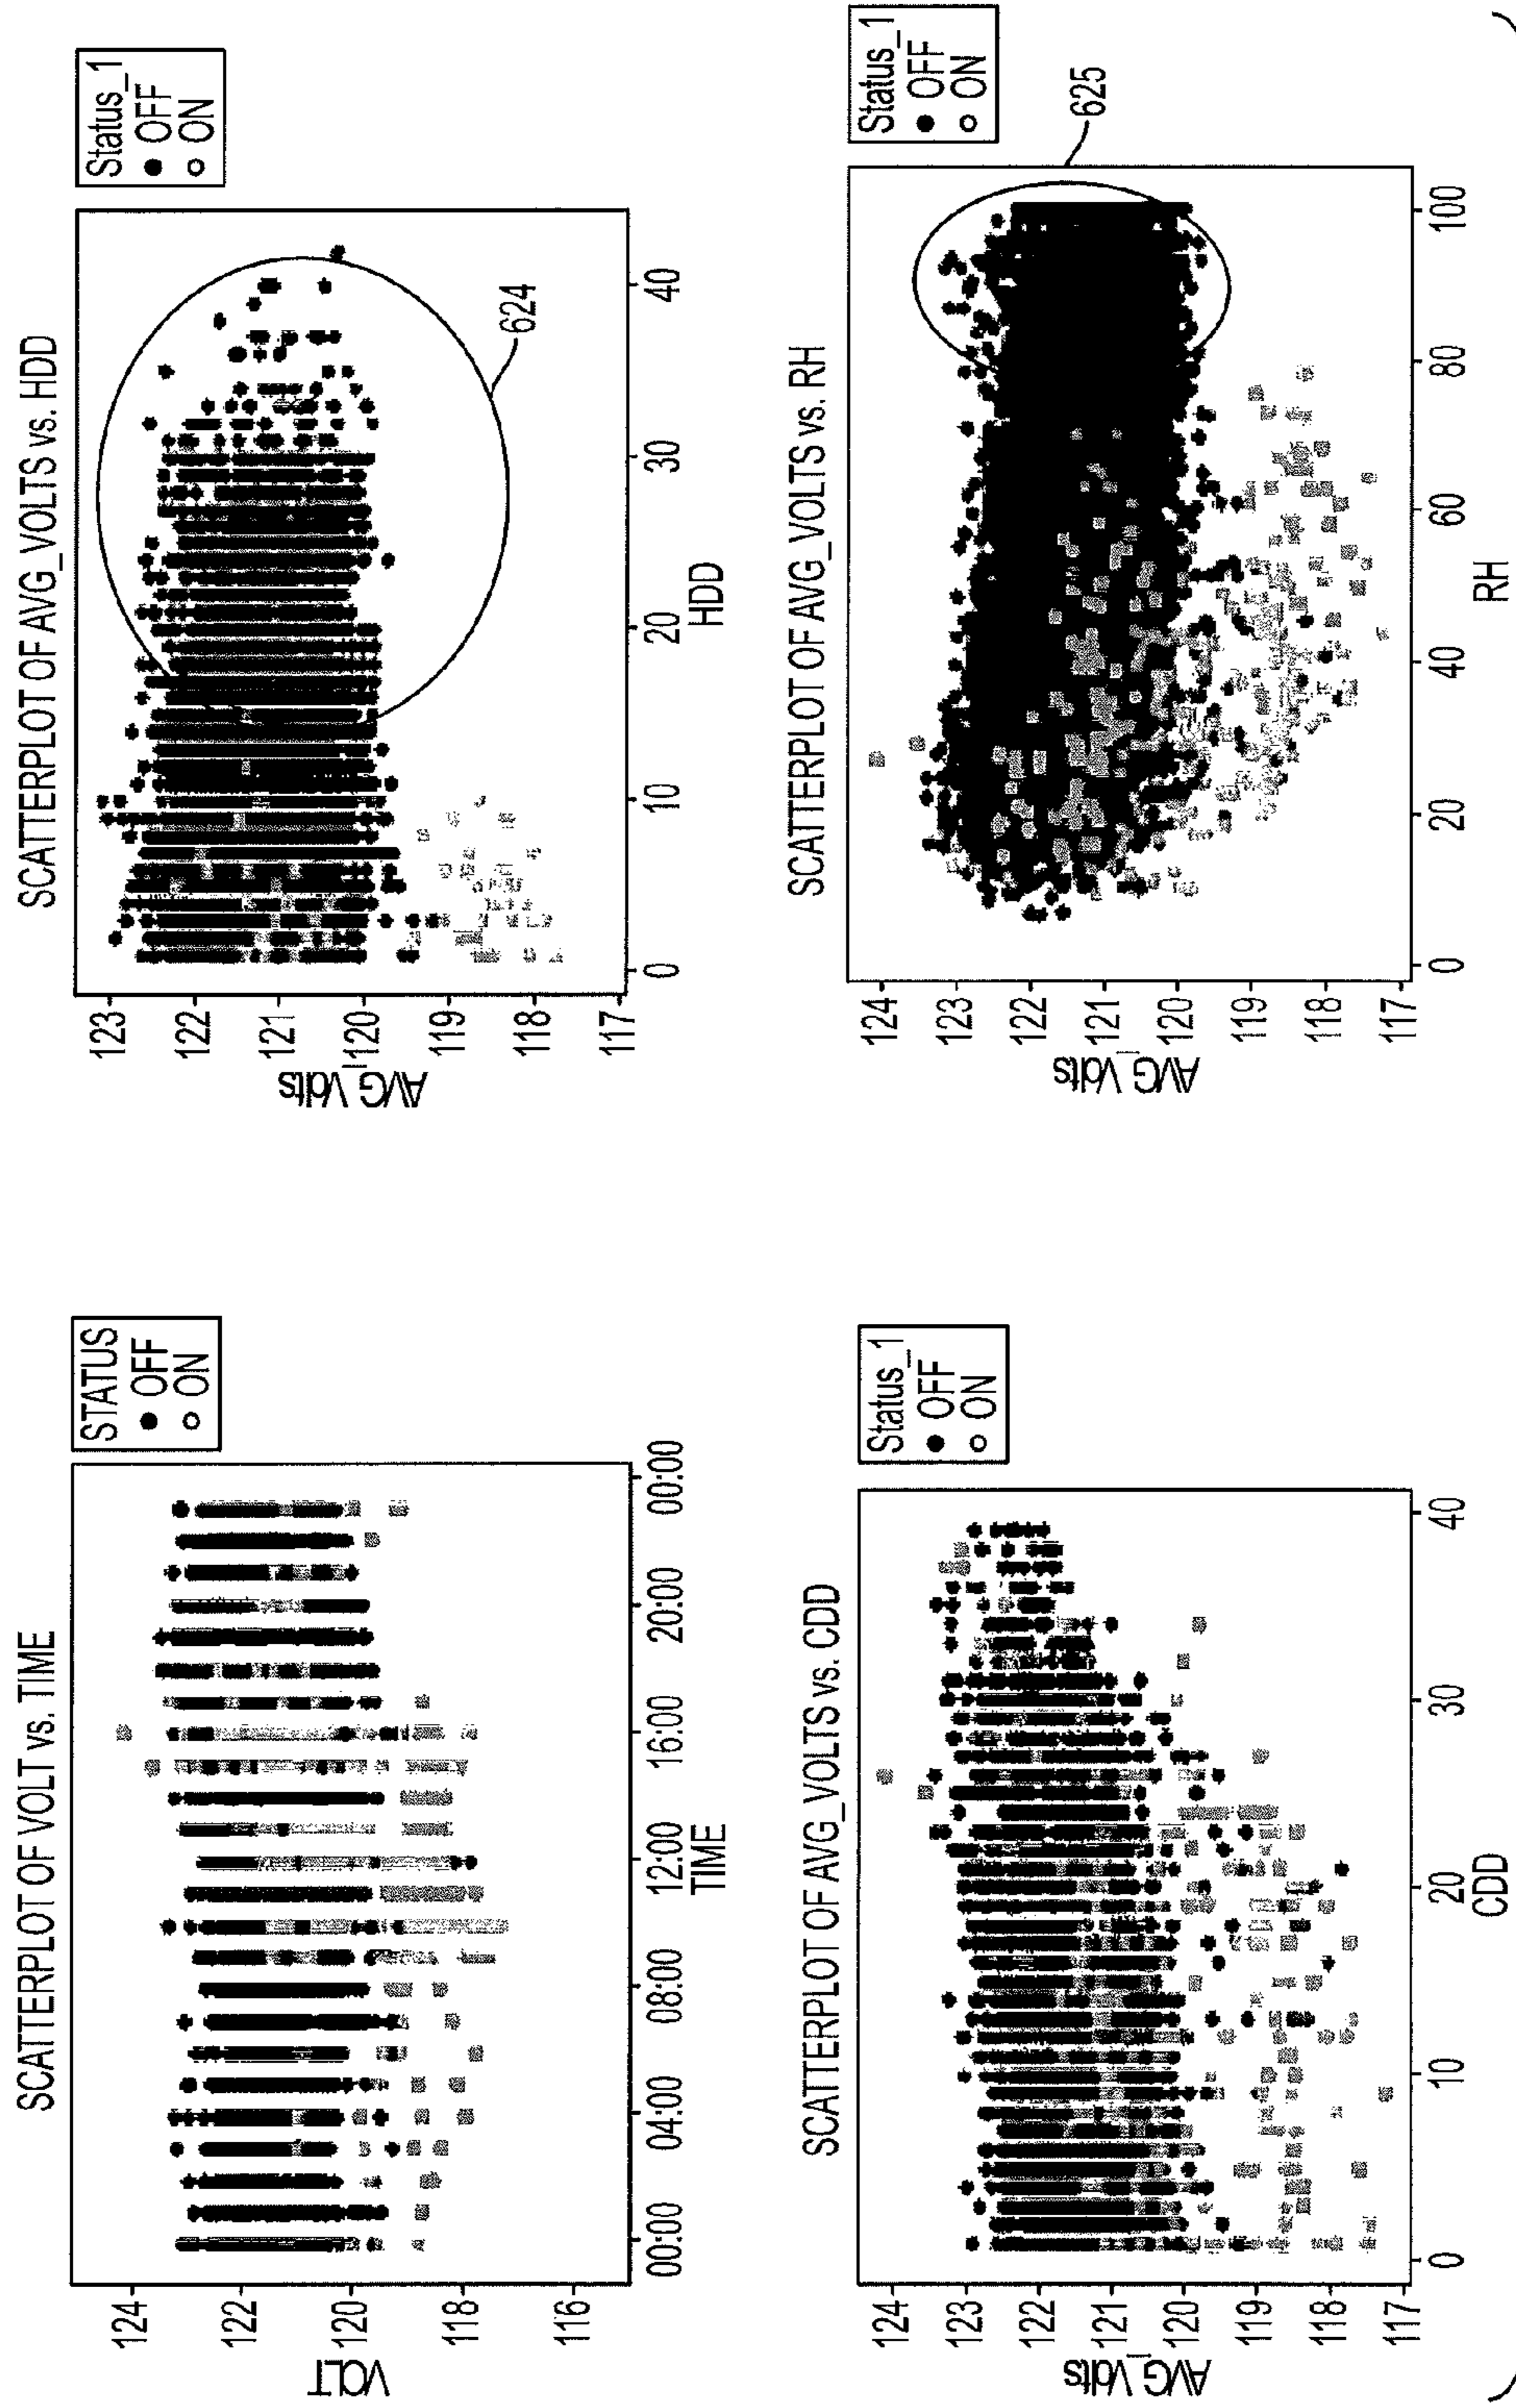 SCATTERPLOT OF VOLT vs. TIME
STATUS
● OFF
○ ON
VOLT
124
122
120
118
116
00:00 04:00 08:00 12:00 16:00 20:00 00:00
TIME
SCATTERPLOT OF AVG_VOLTS vs. HDD
Status_1
● OFF
○ ON
AVG_Volts
123
122
121
120
119
118
117
0 10 20 30 40
HDD
624
SCATTERPLOT OF AVG_VOLTS vs. CDD
Status_1
● OFF
○ ON
AVG_Volts
124
123
122
121
120
119
118
117
0 10 20 30 40
CDD
SCATTERPLOT OF AVG_VOLTS vs. RH
Status_1
● OFF
○ ON
625
AVG_Volts
124
123
122
121
120
119
118
117
0 20 40 60 80 100
RH